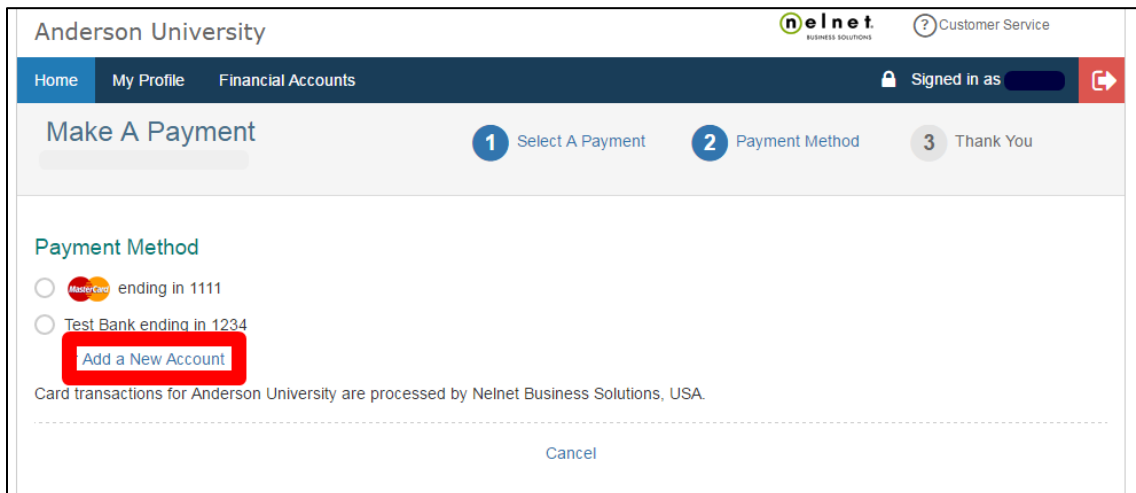 Anderson University
nelnet
BUSINESS SOLUTIONS
? Customer Service
Home My Profile Financial Accounts
Signed in as
Make A Payment
1 Select A Payment 2 Payment Method 3 Thank You
Payment Method
MasterCard ending in 1111
Test Bank ending in 1234
Add a New Account
Card transactions for Anderson University are processed by Nelnet Business Solutions, USA.
Cancel